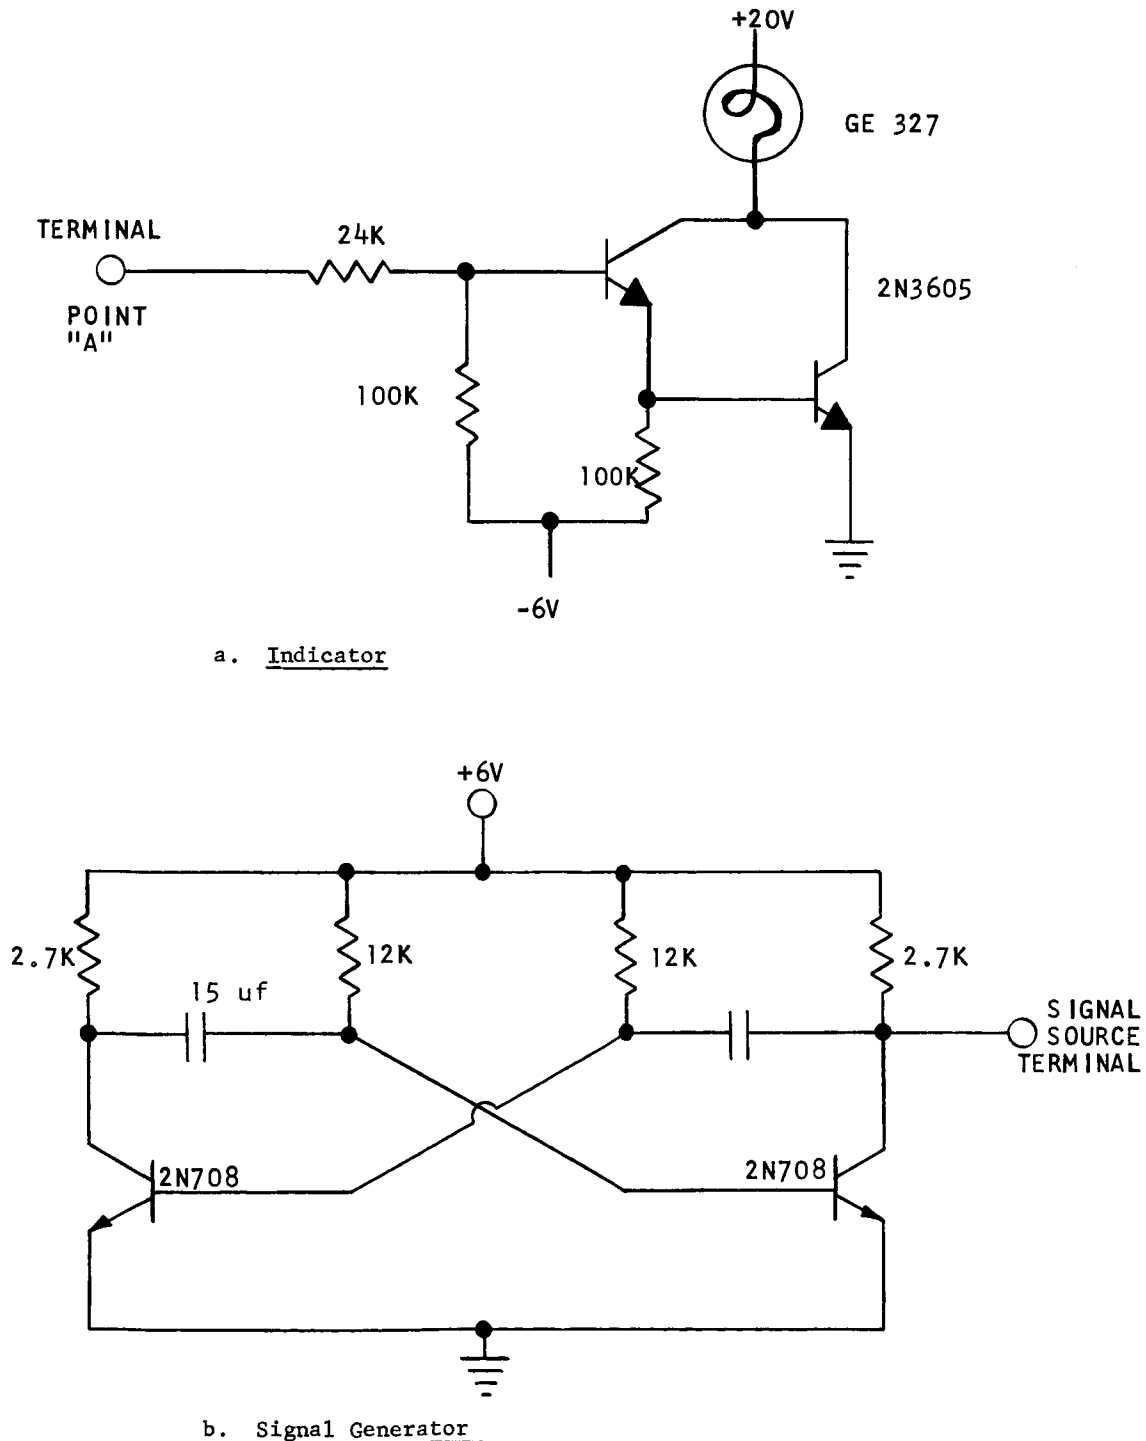 +20V
GE 327
TERMINAL
24K
2N3605
POINT
"A"
100K
100K
-6V
a. Indicator
+6V
2.7K
12K
12K
2.7K
15 uf
SIGNAL
SOURCE
TERMINAL
2N708
2N708
b. Signal Generator